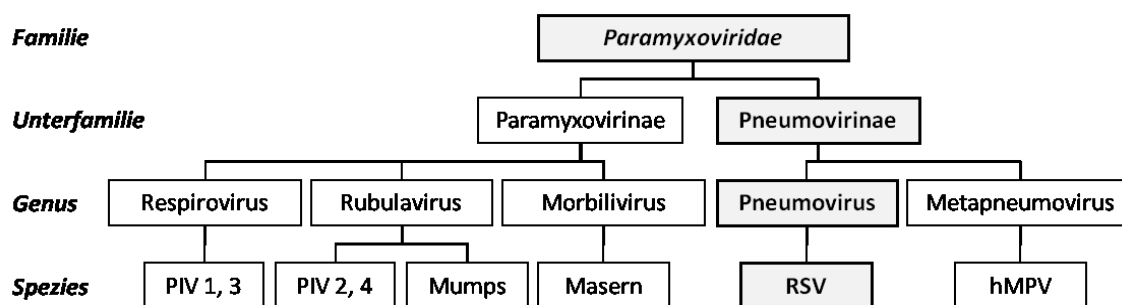 Familie Paramyxoviridae
Unterfamilie Paramyxovirinae Pneumovirinae
Genus Respirovirus Rubulavirus Morbilivirus Pneumovirus Metapneumovirus
Spezies PIV 1, 3 PIV 2, 4 Mumps Masern RSV hMPV